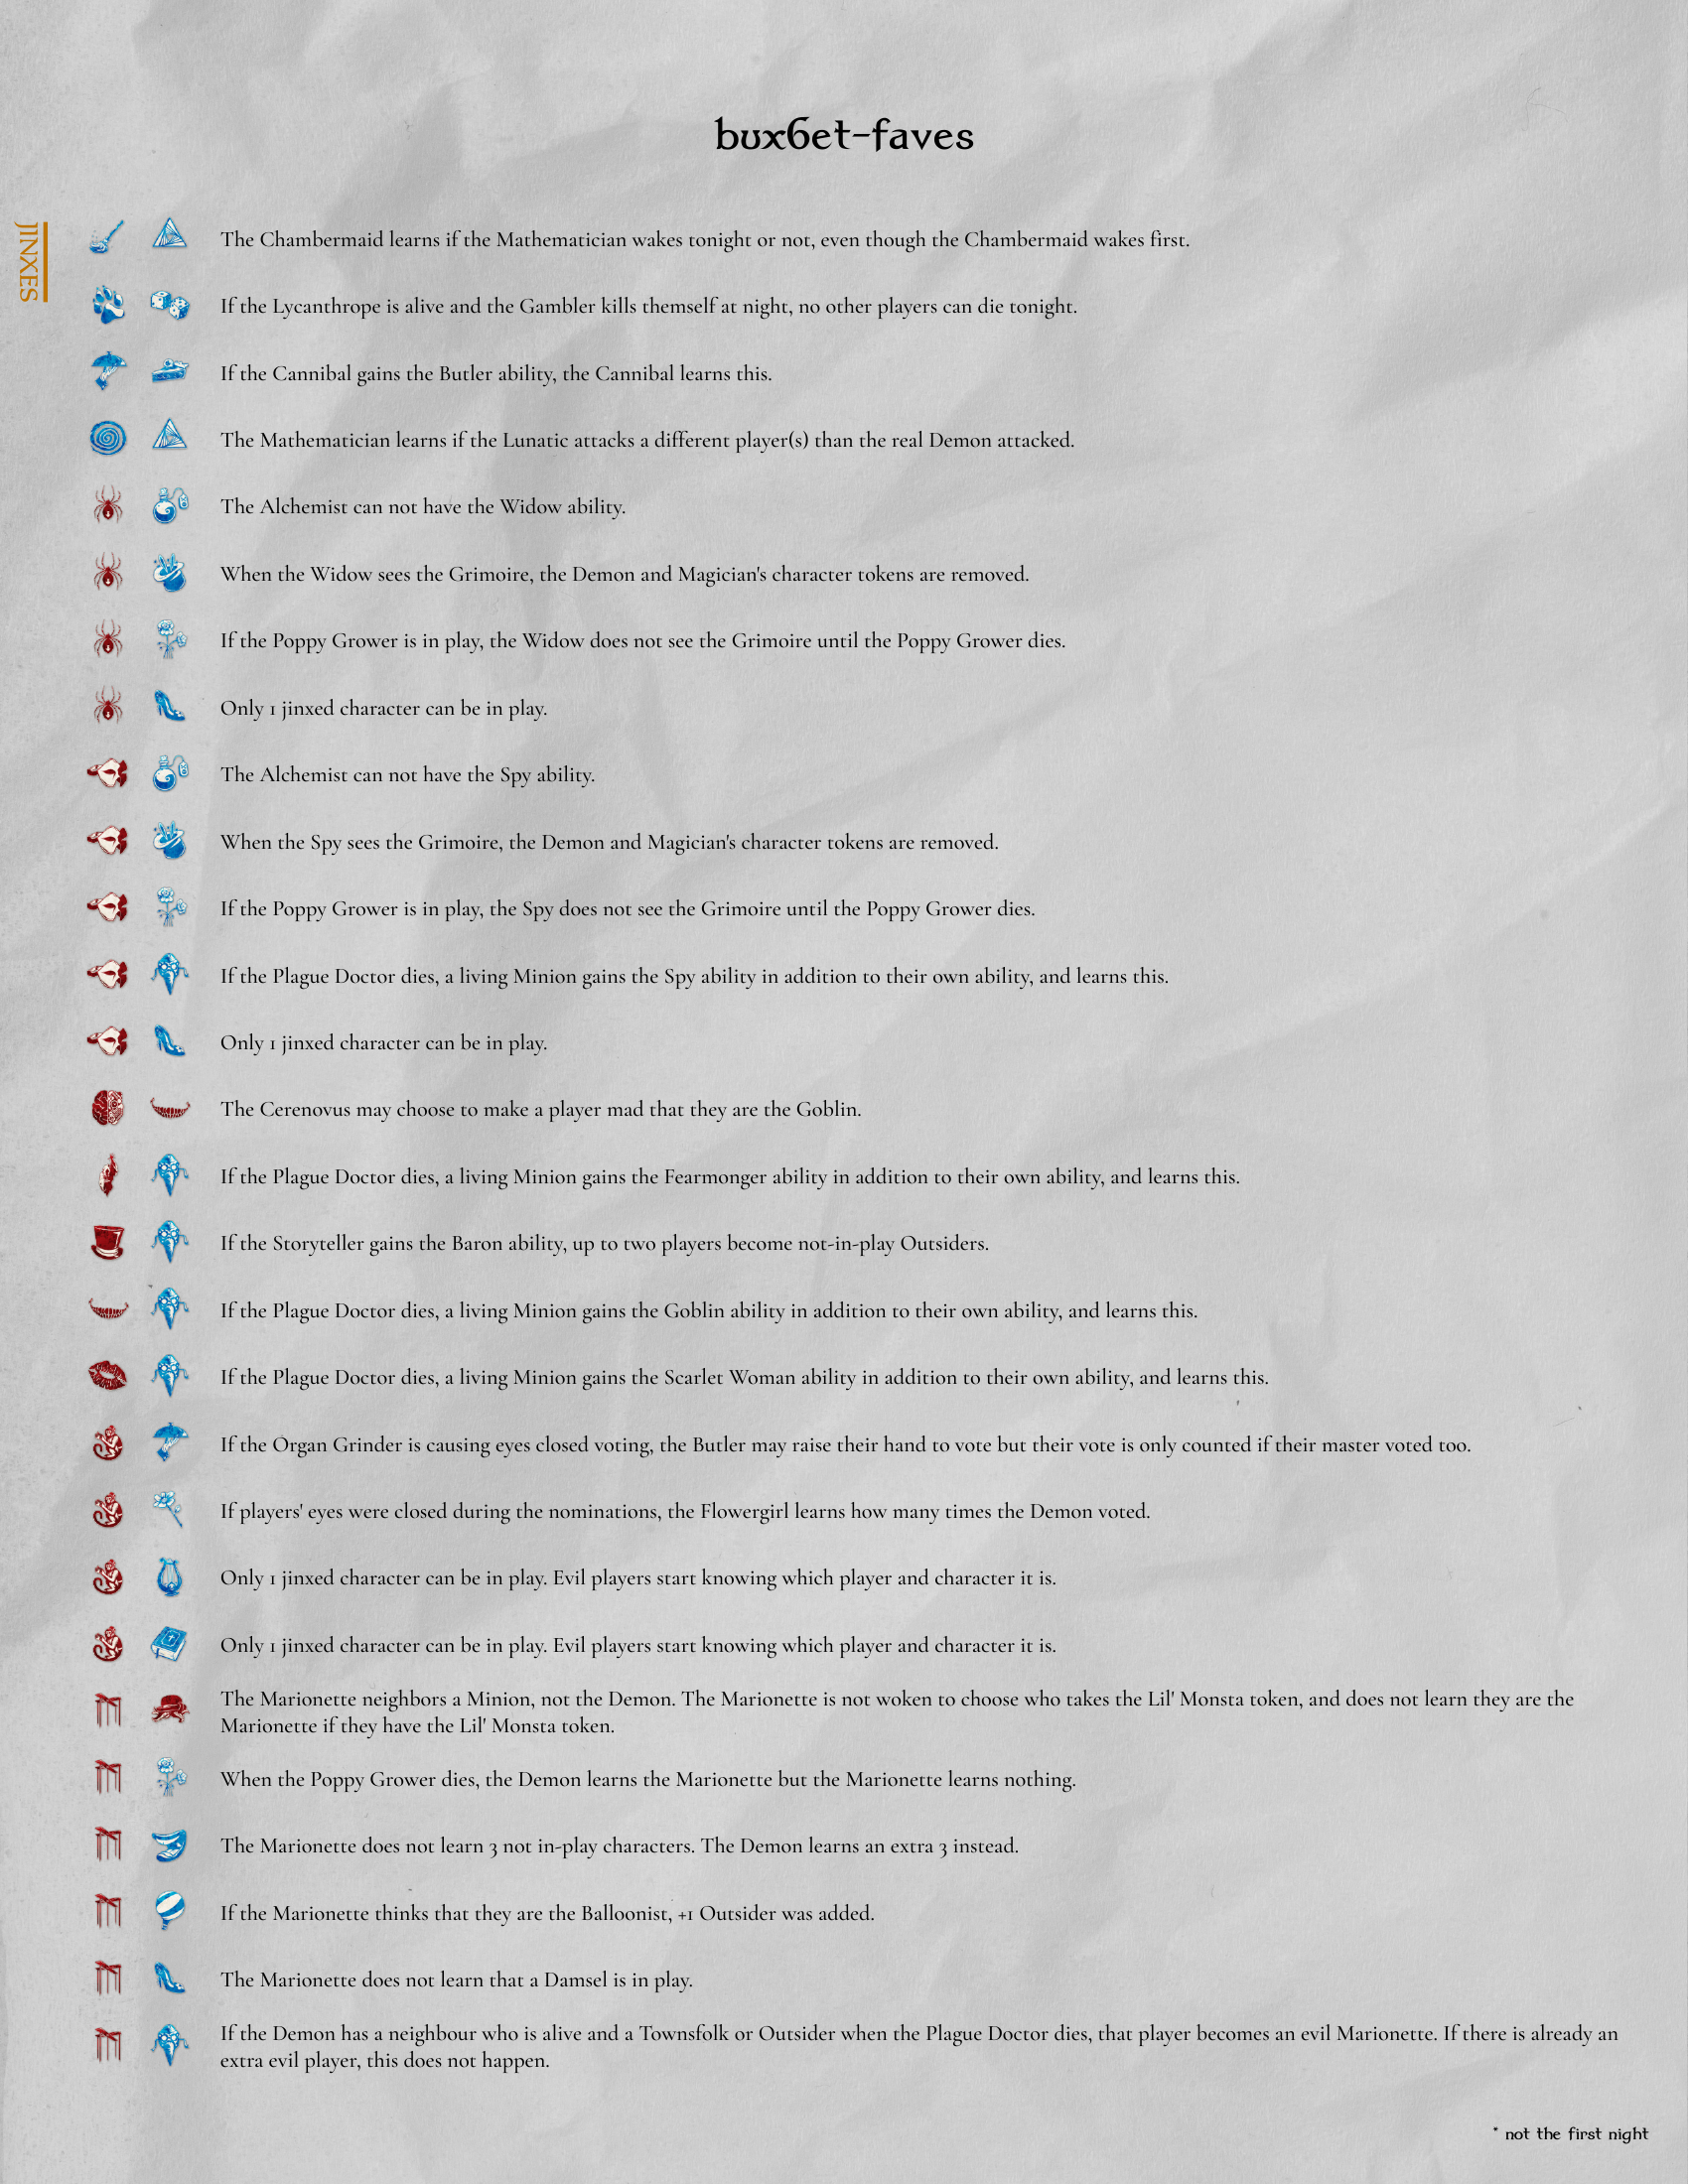 bux6et-faves
JINXES
The Chambermaid learns if the Mathematician wakes tonight or not, even though the Chambermaid wakes first.
If the Lycanthrope is alive and the Gambler kills themself at night, no other players can die tonight.
If the Cannibal gains the Butler ability, the Cannibal learns this.
The Mathematician learns if the Lunatic attacks a different player(s) than the real Demon attacked.
The Alchemist can not have the Widow ability.
When the Widow sees the Grimoire, the Demon and Magician's character tokens are removed.
If the Poppy Grower is in play, the Widow does not see the Grimoire until the Poppy Grower dies.
Only 1 jinxed character can be in play.
The Alchemist can not have the Spy ability.
When the Spy sees the Grimoire, the Demon and Magician's character tokens are removed.
If the Poppy Grower is in play, the Spy does not see the Grimoire until the Poppy Grower dies.
If the Plague Doctor dies, a living Minion gains the Spy ability in addition to their own ability, and learns this.
Only 1 jinxed character can be in play.
The Cerenovus may choose to make a player mad that they are the Goblin.
If the Plague Doctor dies, a living Minion gains the Fearmonger ability in addition to their own ability, and learns this.
If the Storyteller gains the Baron ability, up to two players become not-in-play Outsiders.
If the Plague Doctor dies, a living Minion gains the Goblin ability in addition to their own ability, and learns this.
If the Plague Doctor dies, a living Minion gains the Scarlet Woman ability in addition to their own ability, and learns this.
If the Organ Grinder is causing eyes closed voting, the Butler may raise their hand to vote but their vote is only counted if their master voted too.
If players' eyes were closed during the nominations, the Flowergirl learns how many times the Demon voted.
Only 1 jinxed character can be in play. Evil players start knowing which player and character it is.
Only 1 jinxed character can be in play. Evil players start knowing which player and character it is.
The Marionette neighbors a Minion, not the Demon. The Marionette is not woken to choose who takes the Lil' Monsta token, and does not learn they are the
Marionette if they have the Lil' Monsta token.
When the Poppy Grower dies, the Demon learns the Marionette but the Marionette learns nothing.
The Marionette does not learn 3 not in-play characters. The Demon learns an extra 3 instead.
If the Marionette thinks that they are the Balloonist, +1 Outsider was added.
The Marionette does not learn that a Damsel is in play.
If the Demon has a neighbour who is alive and a Townsfolk or Outsider when the Plague Doctor dies, that player becomes an evil Marionette. If there is already an
extra evil player, this does not happen.
* not the first night